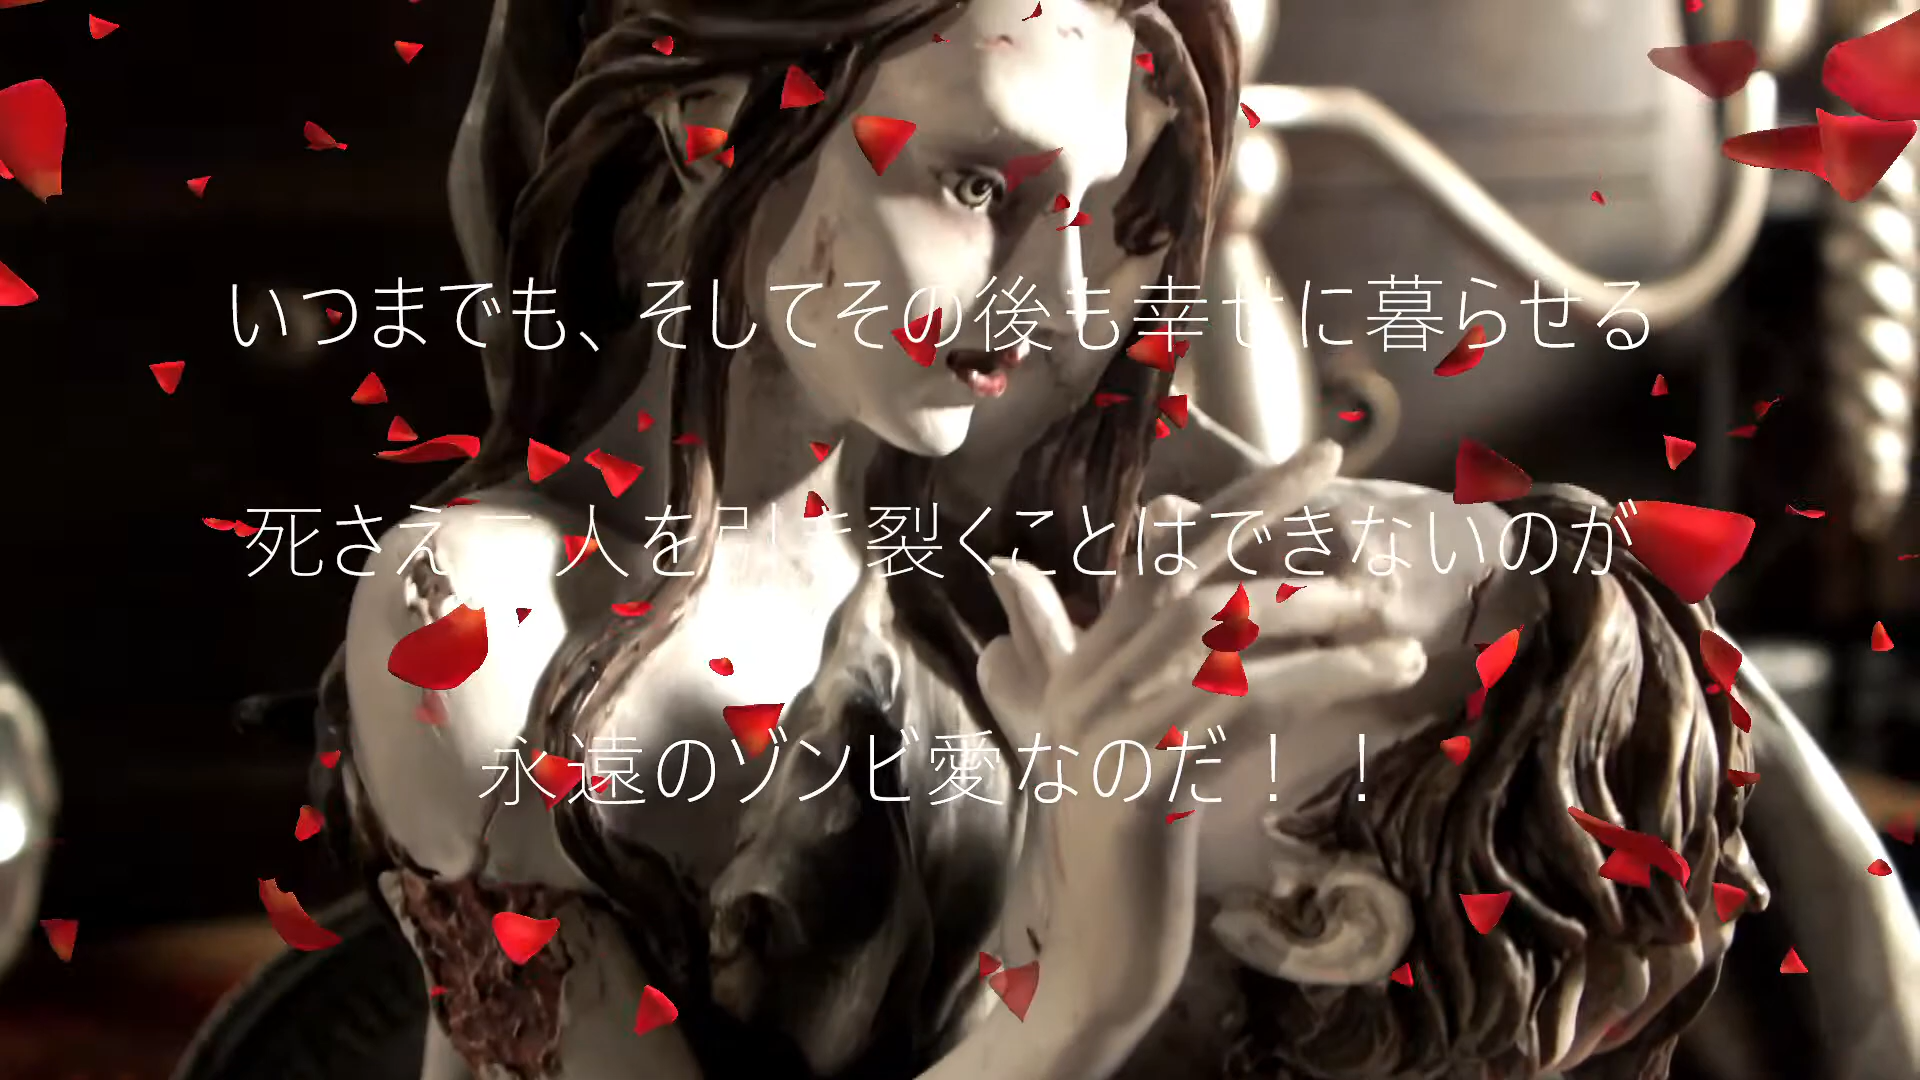 いつまでも、そしてその後も幸せに暮らせる
死さえ二人を引き裂くことはできないのが
永遠のゾンビ愛なのだ！！